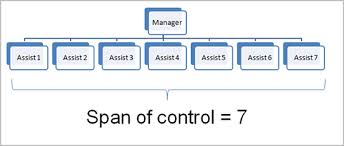 Manager
Assist 1 Assist 2 Assist 3 Assist 4 Assist 5 Assist 6 Assist 7
Span of control = 7